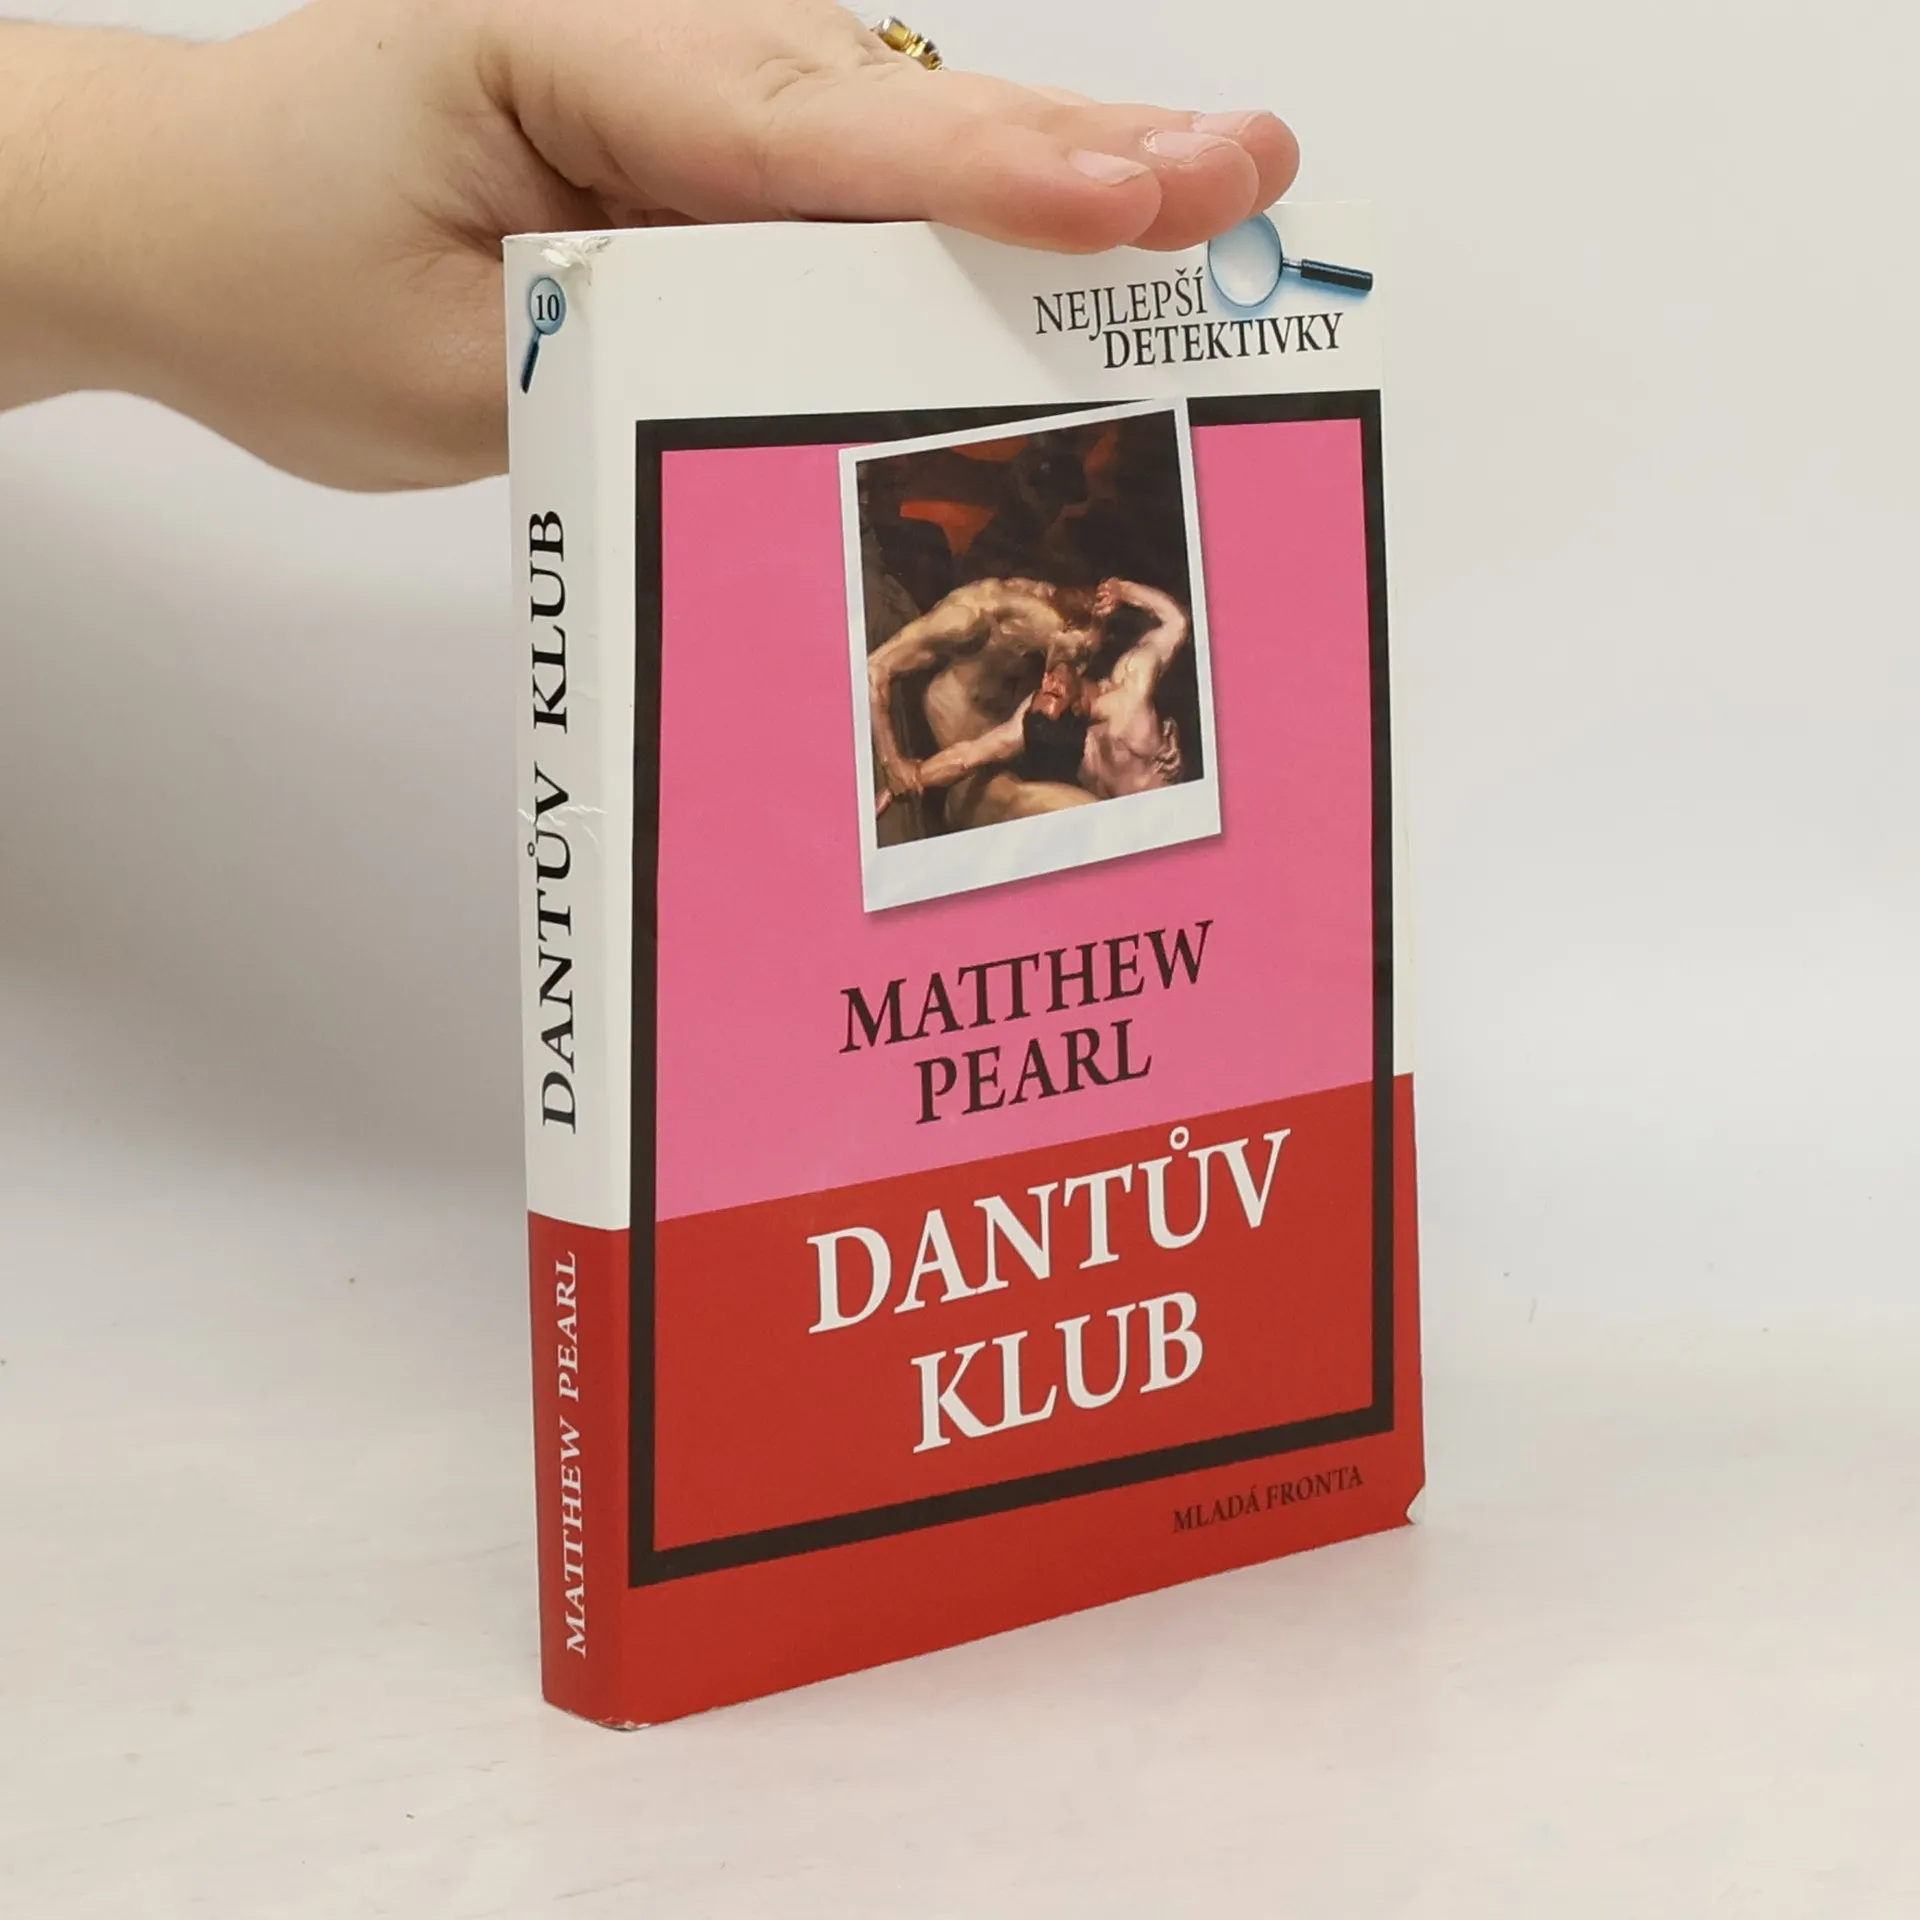 10
DANTŮV KLUB
MATTHEW PEARL
NEJLEPŠÍ
DETEKTIVKY
MATTHEW
PEARL
DANTŮV
KLUB
MLADÁ FRONTA